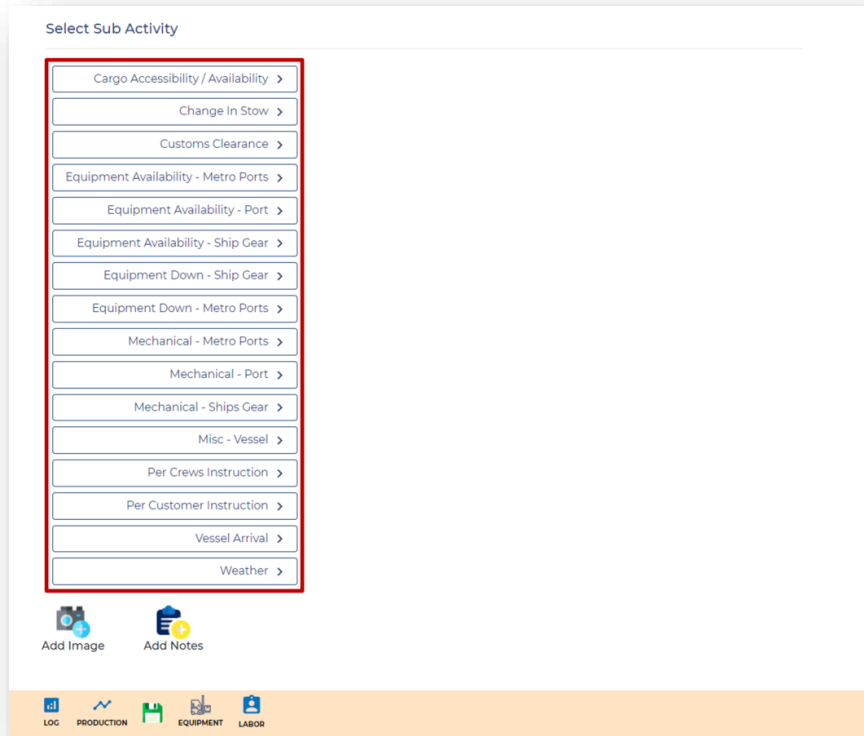 Select Sub Activity
Cargo Accessibility / Availability
Change In Stow
Customs Clearance
Equipment Availability - Metro Ports
Equipment Availability - Port
Equipment Availability - Ship Gear
Equipment Down - Ship Gear
Equipment Down - Metro Ports
Mechanical - Metro Ports
Mechanical - Port
Mechanical - Ships Gear
Misc - Vessel
Per Crews Instruction
Per Customer Instruction
Vessel Arrival
Weather
Add Image Add Notes
LOG PRODUCTION EQUIPMENT LABOR